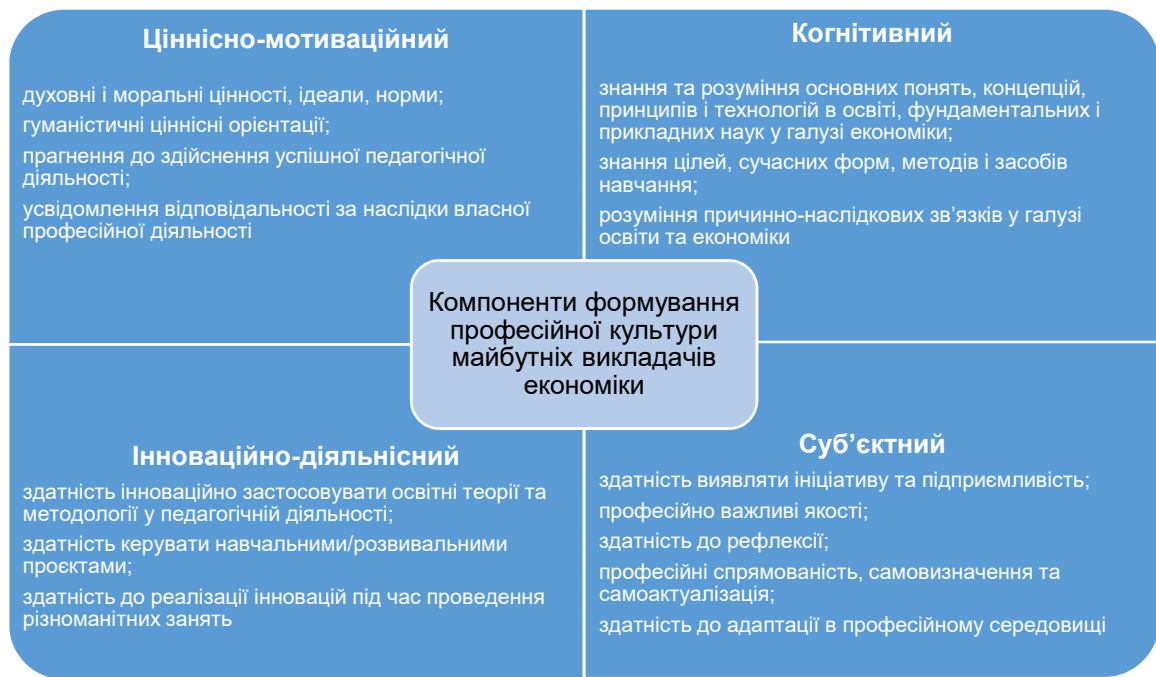 Ціннісно-мотиваційний
духовні і моральні цінності, ідеали, норми;
гуманістичні ціннісні орієнтації;
прагнення до здійснення успішної педагогічної
діяльності;
усвідомлення відповідальності за наслідки власної
професійної діяльності
Когнітивний
знання та розуміння основних понять, концепцій,
принципів і технологій в освіті, фундаментальних і
прикладних наук у галузі економіки;
знання цілей, сучасних форм, методів і засобів
навчання;
розуміння причинно-наслідкових зв’язків у галузі
освіти та економіки
Компоненти формування
професійної культури
майбутніх викладачів
економіки
Інноваційно-діяльнісний
здатність інноваційно застосовувати освітні теорії та
методології у педагогічній діяльності;
здатність керувати навчальними/розвивальними
проєктами;
здатність до реалізації інновацій під час проведення
різноманітних занять
Суб’єктний
здатність виявляти ініціативу та підприємливість;
професійно важливі якості;
здатність до рефлексії;
професійні спрямованість, самовизначення та
самоактуалізація;
здатність до адаптації в професійному середовищі